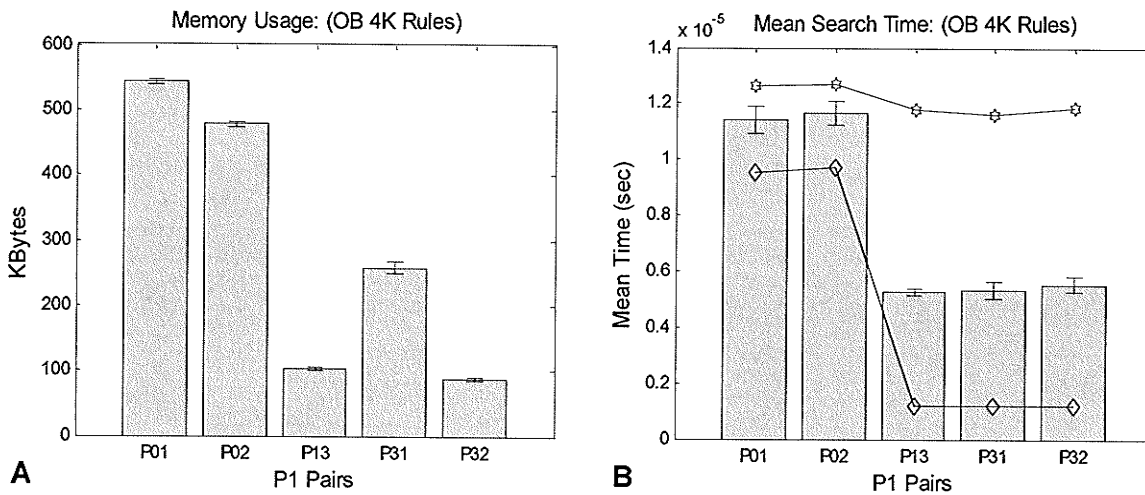 Memory Usage: (OB 4K Rules)
600
500
400
300
200
100
0
KBytes
P01 P02 P13 P31 P32
P1 Pairs
A
Mean Search Time: (OB 4K Rules)
x 10^-5
1.4
1.2
1
0.8
0.6
0.4
0.2
0
Mean Time (sec)
P01 P02 P13 P31 P32
P1 Pairs
B